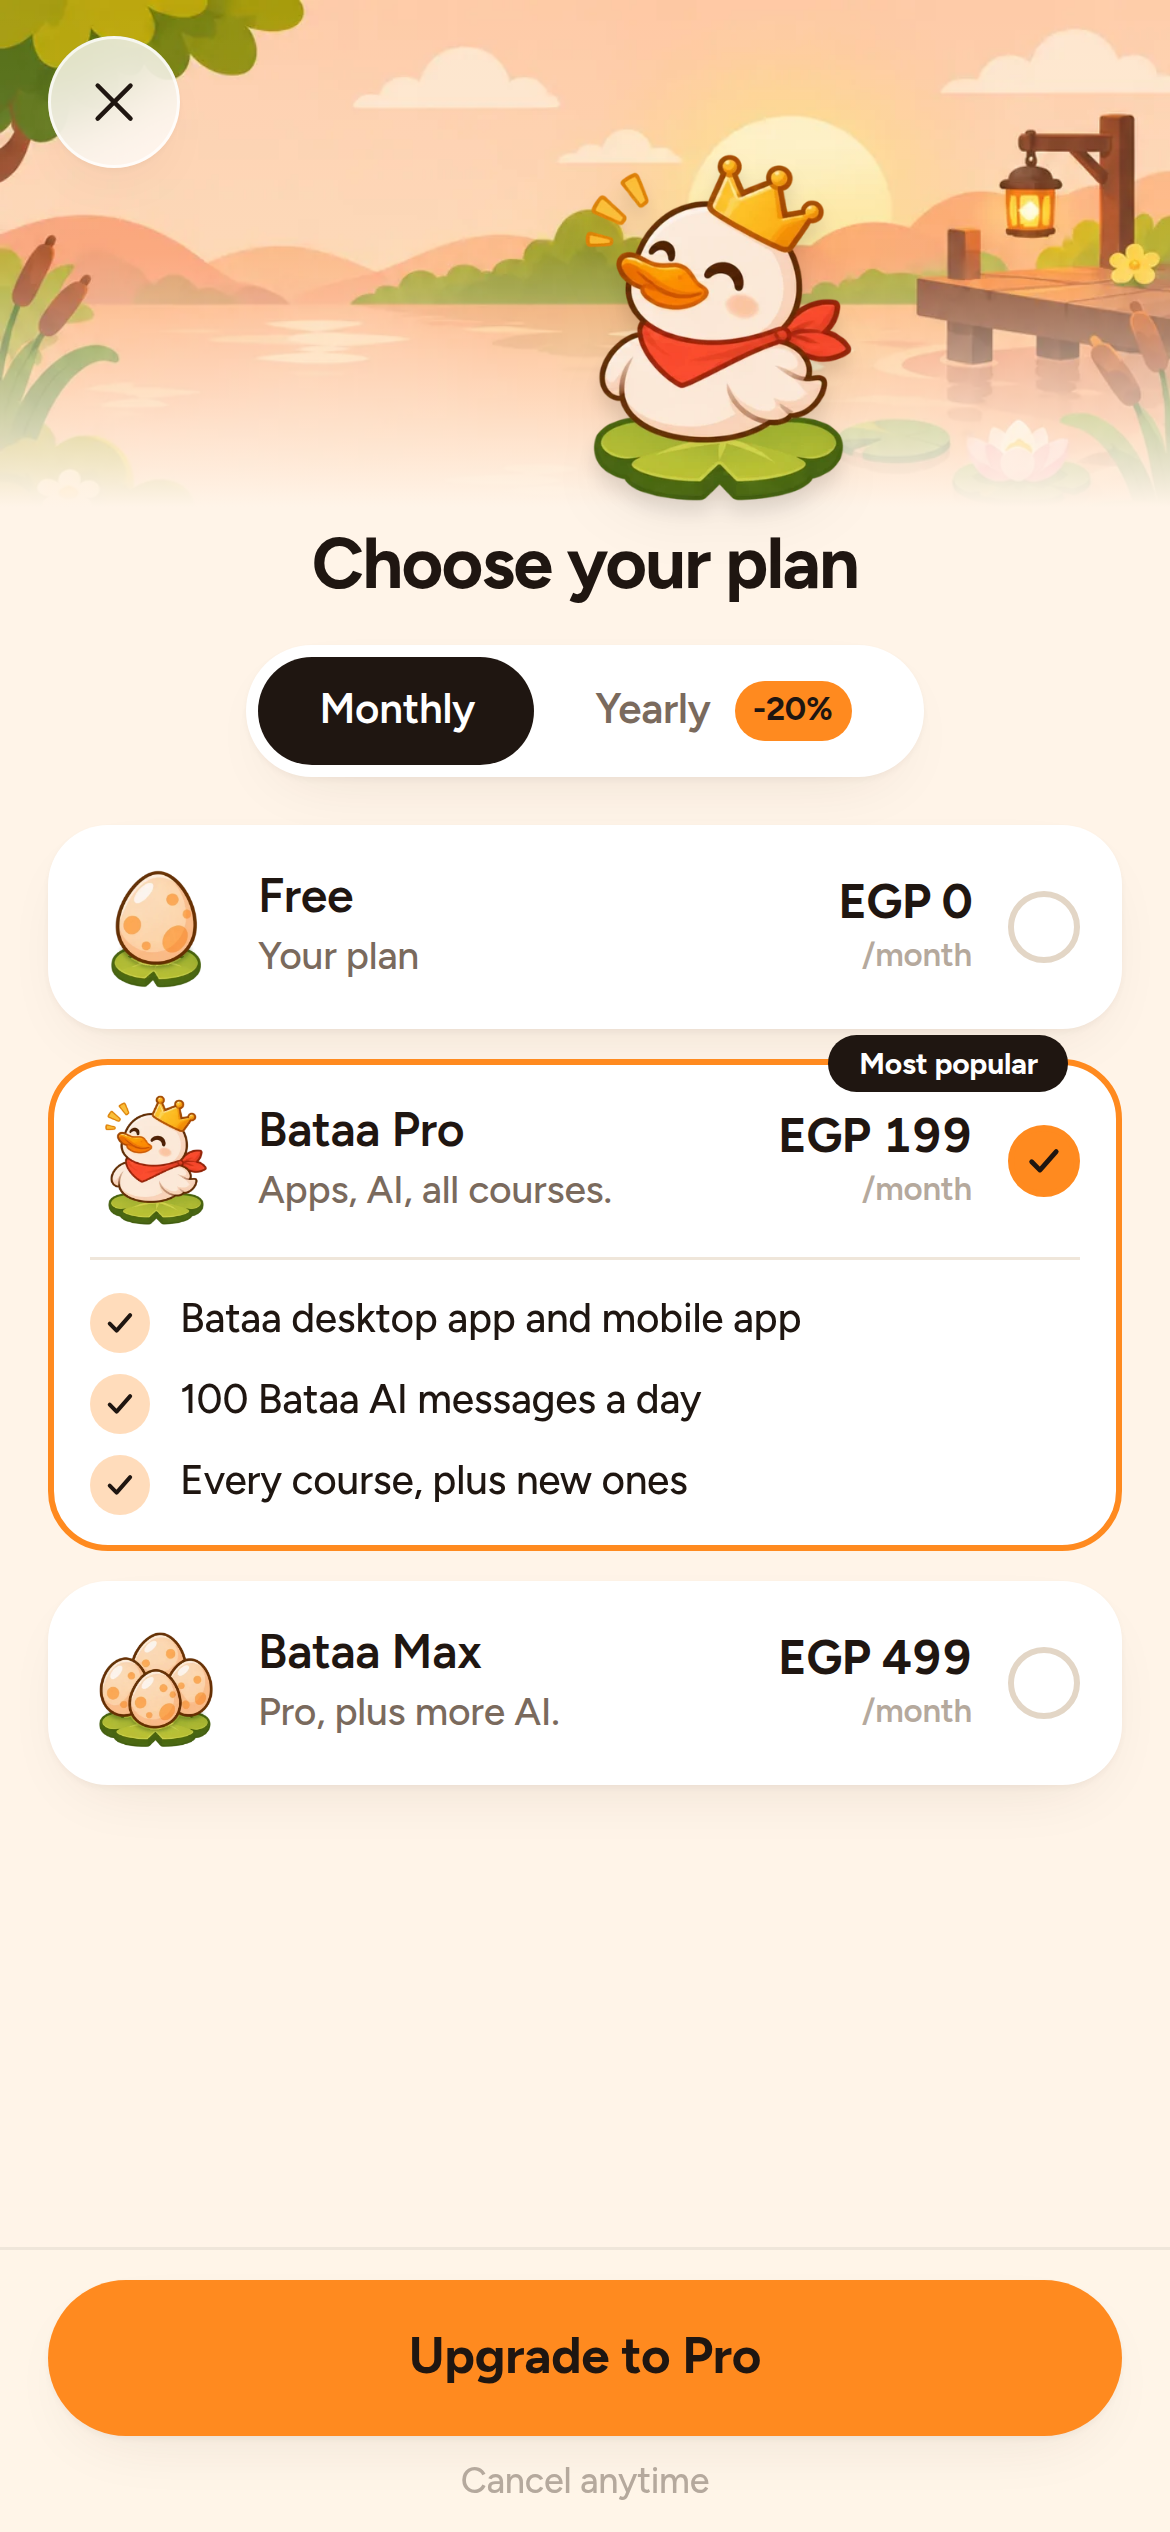 Choose your plan
Monthly
Yearly -20%
Free
Your plan
EGP 0
/month
Most popular
Bataa Pro
Apps, AI, all courses.
EGP 199
/month
Bataa desktop app and mobile app
100 Bataa AI messages a day
Every course, plus new ones
Bataa Max
Pro, plus more AI.
EGP 499
/month
Upgrade to Pro
Cancel anytime